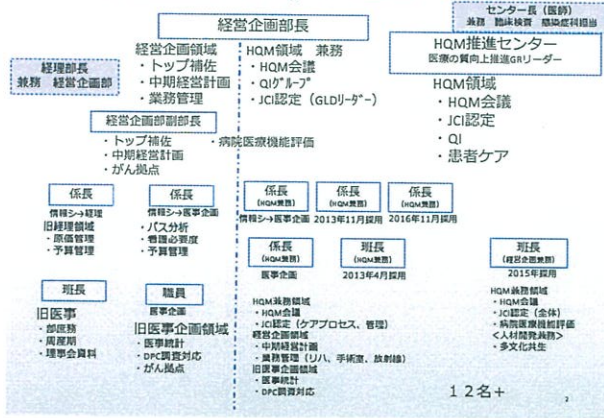 経営企画部長
センター長（医師）
兼務 臨床検査 感染症科担当
経理部長
兼務 経営企画部
経営企画領域
・トップ補佐
・中期経営計画
・業務管理
HQM領域 兼務
・HQM会議
・QIグループ
・JCI認定（GLDリーダー）
HQM推進センター
医療の質向上推進GRリーダー
HQM領域
・HQM会議
・JCI認定
・QI
・患者ケア
経営企画部副部長
・トップ補佐
・中期経営計画
・がん拠点
・病院医療機能評価
係長
情報シ→経理
旧経理領域
・原価管理
・予算管理
係長
情報シ→医事企画
・パス分析
・看護必要度
・予算管理
係長
（HQM兼務）
情報シ→医事企画
係長
（HQM兼務）
2013年11月採用
係長
（HQM兼務）
2016年11月採用
係長
（HQM兼務）
医事企画
班長
（HQM兼務）
2013年4月採用
班長
（経営企画兼務）
2015年採用
班長
旧医事
・部庶務
・周産期
・理事会資料
職員
医事企画
旧医事企画領域
・医事統計
・DPC調査対応
・がん拠点
HQM兼務領域
・HQM会議
・JCI認定（ケアプロセス、管理）
経営企画領域
・中期経営計画
・業務管理（リハ、手術室、放射線）
旧医事企画領域
・医事統計
・DPC調査対応
HQM兼務領域
・HQM会議
・JCI認定（全体）
・病院医療機能評価
＜人材開発兼務＞
・多文化共生
１２名＋
2